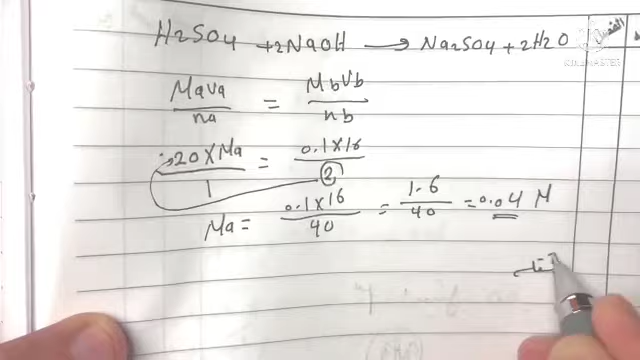 H2SO4 + 2NaOH → Na2SO4 + 2H2O
MaVa / na = MbVb / nb
20 × Ma / 1 = 0.1 × 16 / 2
Ma = 0.1 × 16 / 40 = 1.6 / 40 = 0.04 M
KINEMASTER